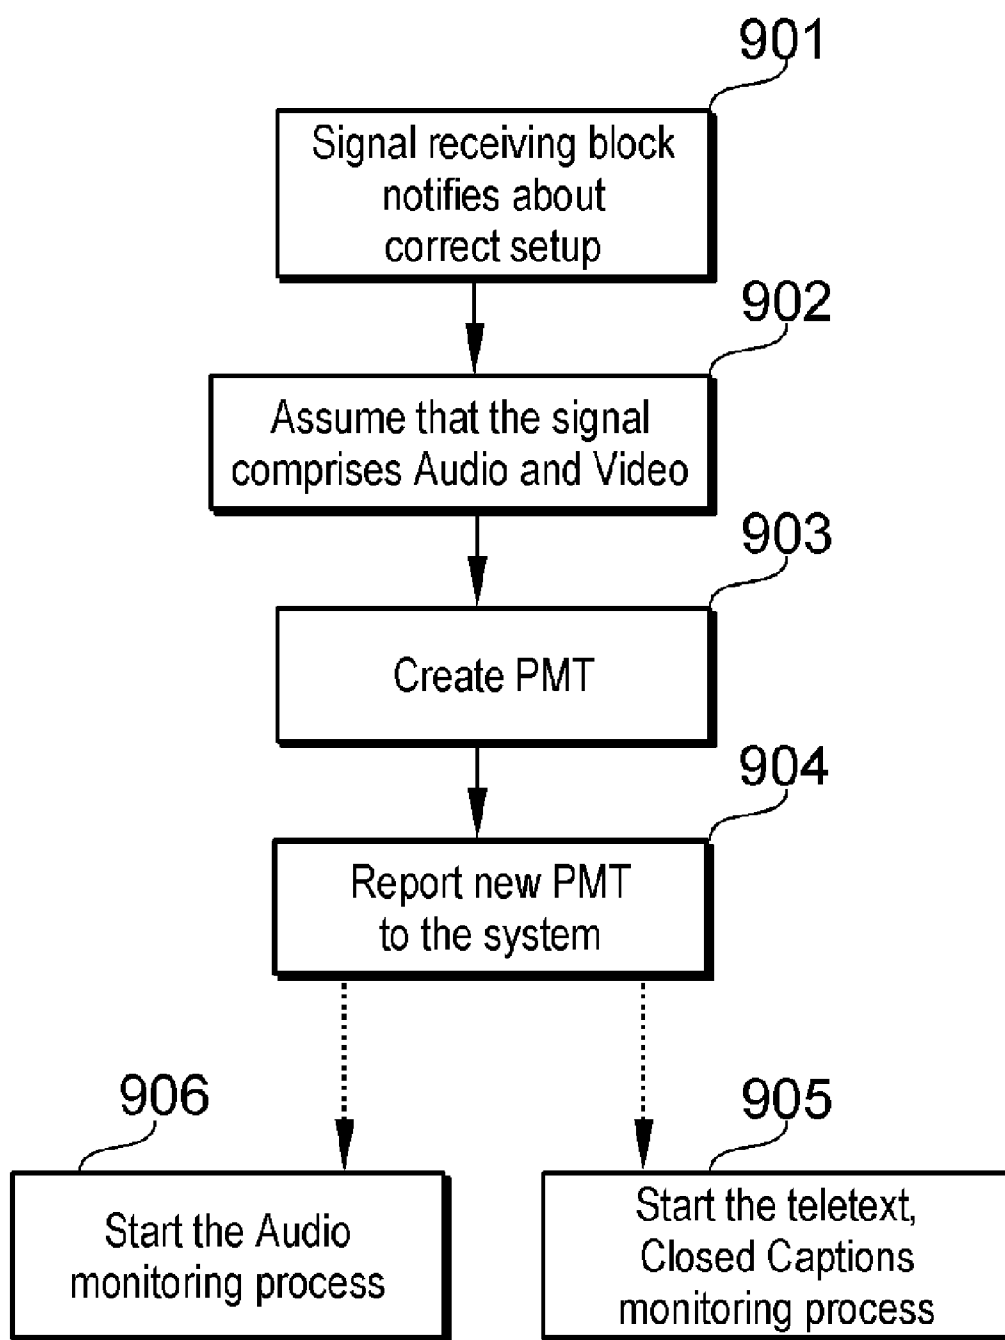 901
Signal receiving block
notifies about
correct setup
902
Assume that the signal
comprises Audio and Video
903
Create PMT
904
Report new PMT
to the system
906
Start the Audio
monitoring process
905
Start the teletext,
Closed Captions
monitoring process